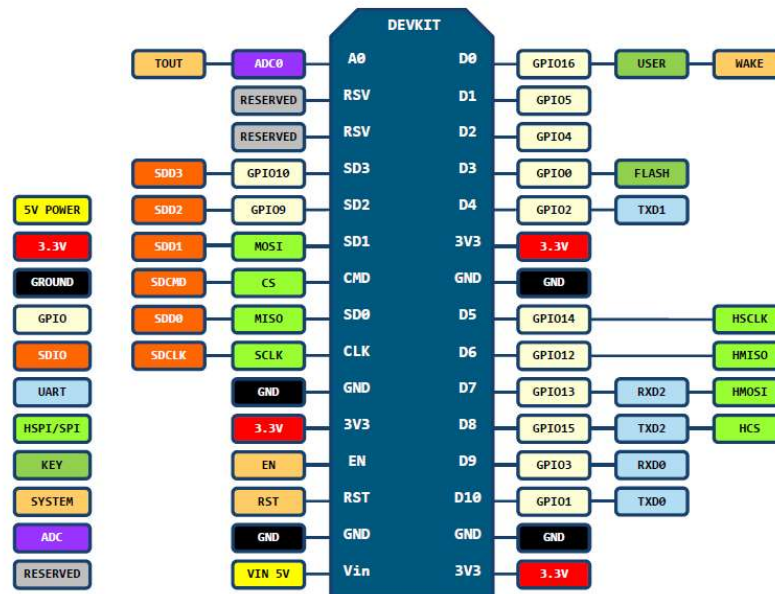 DEVKIT
TOUT ADC0 A0 D0 GPIO16 USER WAKE
RESERVED RSV D1 GPIO5
RESERVED RSV D2 GPIO4
SDD3 GPIO10 SD3 D3 GPIO0 FLASH
5V POWER SDD2 GPIO9 SD2 D4 GPIO2 TXD1
3.3V SDD1 MOSI SD1 3V3 3.3V
GROUND SDCMD CS CMD GND GND
GPIO SDD0 MISO SD0 D5 GPIO14 HSCLK
SDIO SDCLK SCLK CLK D6 GPIO12 HMISO
UART GND GND D7 GPIO13 RXD2 HMOSI
HSPI/SPI 3.3V 3V3 D8 GPIO15 TXD2 HCS
KEY EN EN D9 GPIO3 RXD0
SYSTEM RST RST D10 GPIO1 TXD0
ADC GND GND GND GND
RESERVED VIN 5V Vin 3V3 3.3V